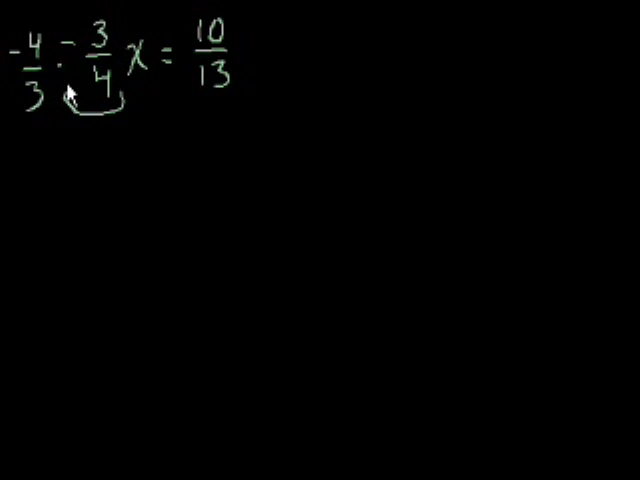 -4/3 · -3/4 x = 10/13